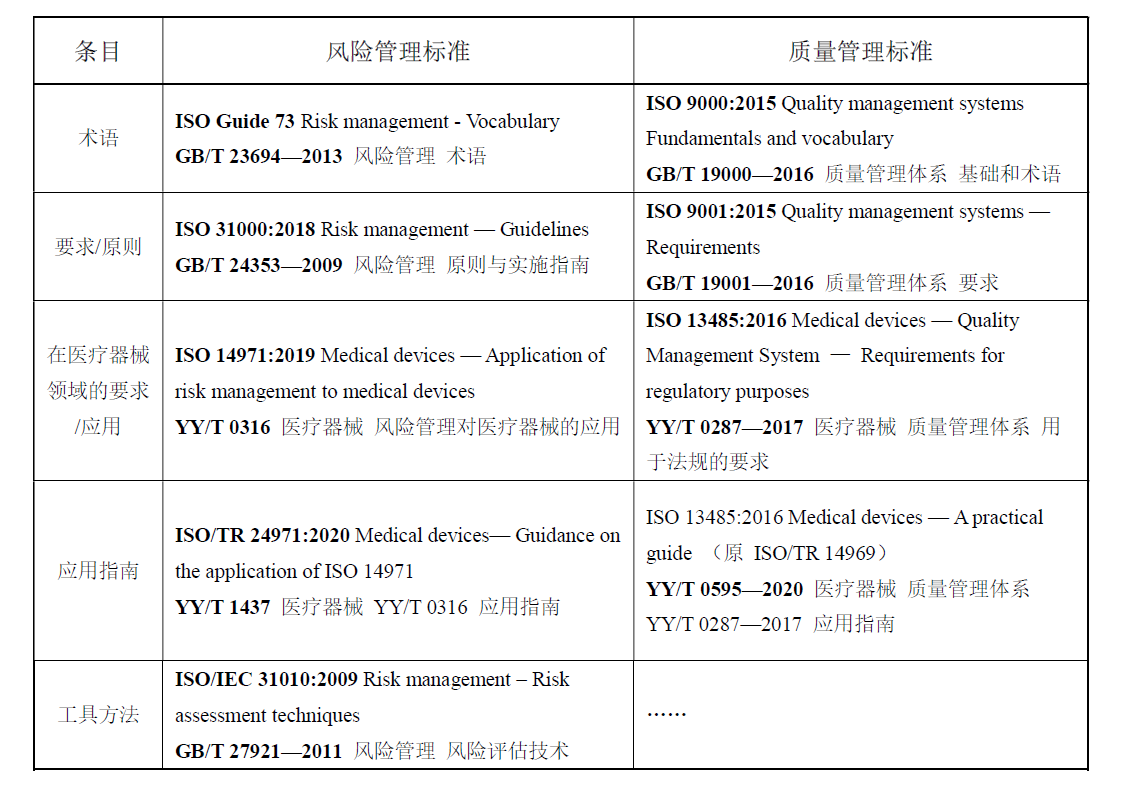 条目
风险管理标准
质量管理标准
术语
ISO Guide 73 Risk management - Vocabulary
GB/T 23694—2013 风险管理 术语
ISO 9000:2015 Quality management systems
Fundamentals and vocabulary
GB/T 19000—2016 质量管理体系 基础和术语
要求/原则
ISO 31000:2018 Risk management — Guidelines
GB/T 24353—2009 风险管理 原则与实施指南
ISO 9001:2015 Quality management systems —
Requirements
GB/T 19001—2016 质量管理体系 要求
在医疗器械
领域的要求
/应用
ISO 14971:2019 Medical devices — Application of
risk management to medical devices
YY/T 0316 医疗器械 风险管理对医疗器械的应用
ISO 13485:2016 Medical devices — Quality
Management System — Requirements for
regulatory purposes
YY/T 0287—2017 医疗器械 质量管理体系 用
于法规的要求
应用指南
ISO/TR 24971:2020 Medical devices— Guidance on
the application of ISO 14971
YY/T 1437 医疗器械 YY/T 0316 应用指南
ISO 13485:2016 Medical devices — A practical
guide （原 ISO/TR 14969）
YY/T 0595—2020 医疗器械 质量管理体系
YY/T 0287—2017 应用指南
工具方法
ISO/IEC 31010:2009 Risk management – Risk
assessment techniques
GB/T 27921—2011 风险管理 风险评估技术
……